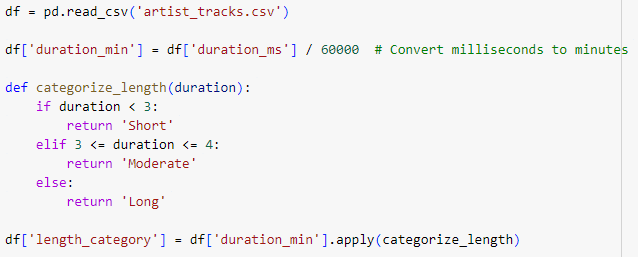 df = pd.read_csv('artist_tracks.csv')
df['duration_min'] = df['duration_ms'] / 60000  # Convert milliseconds to minutes
def categorize_length(duration):
    if duration < 3:
        return 'Short'
    elif 3 <= duration <= 4:
        return 'Moderate'
    else:
        return 'Long'
df['length_category'] = df['duration_min'].apply(categorize_length)